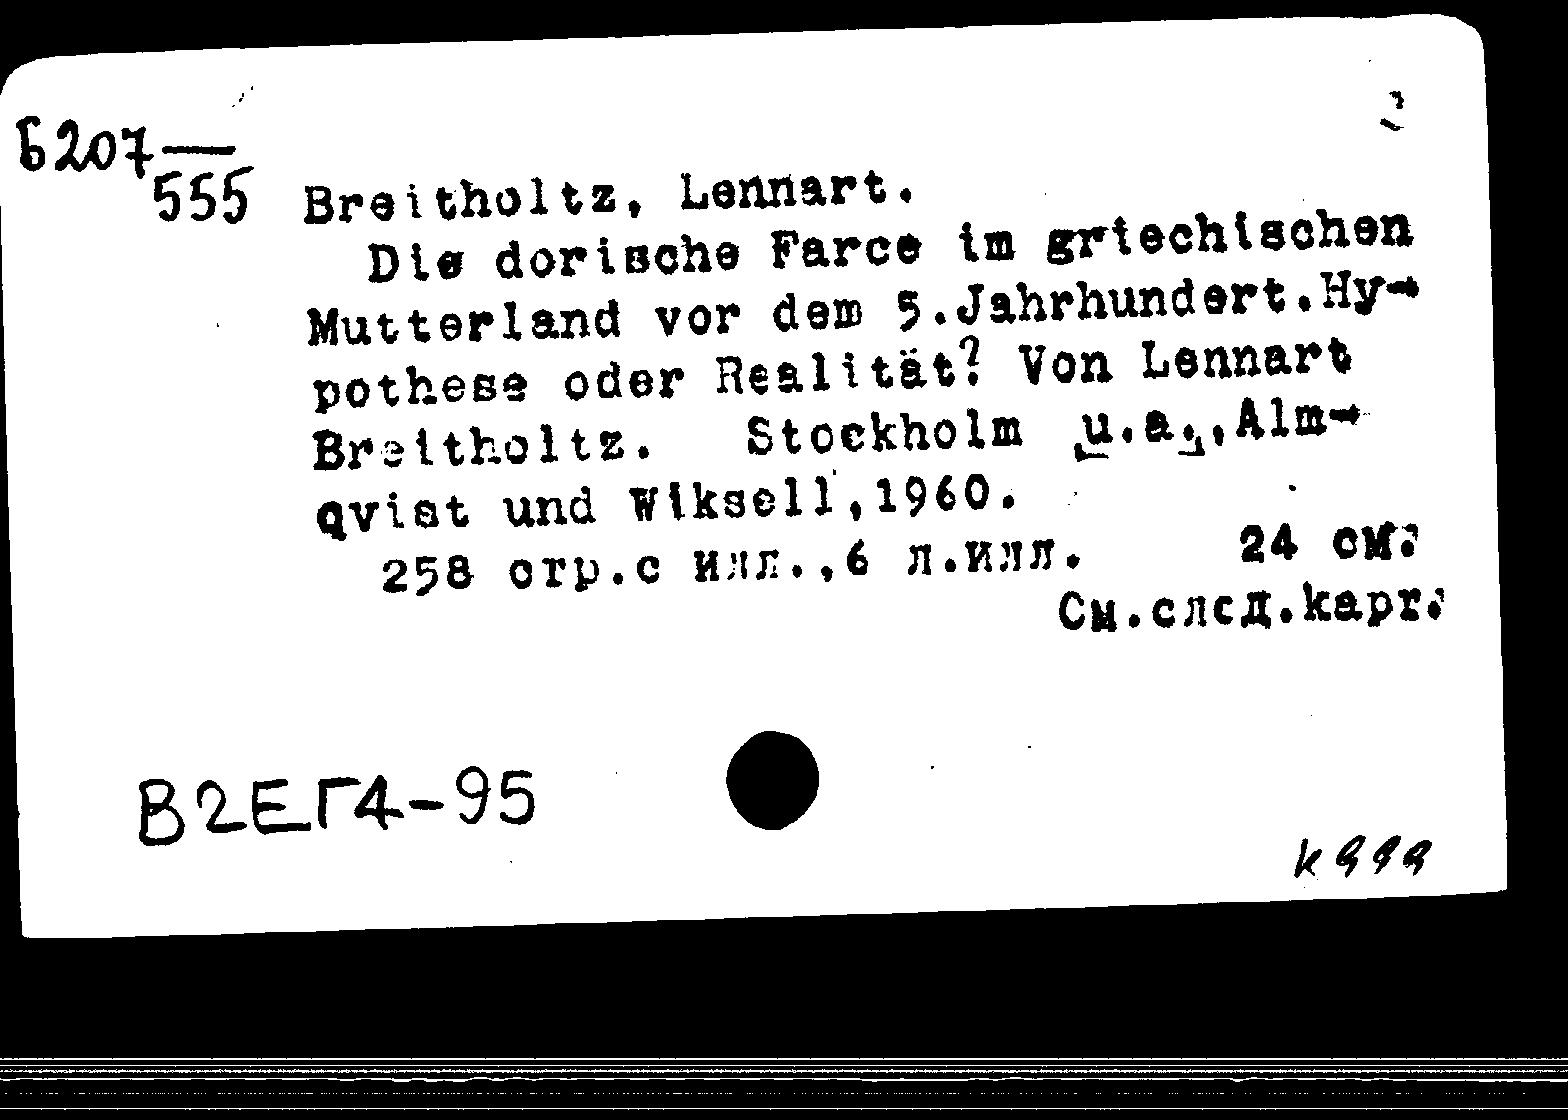 Б207—
555
Breitholtz, Lennart.
Die dorische Farce im griechischen
Mutterland vor dem 5.Jahrhundert.Hy-
pothese oder Realität? Von Lennart
Breitholtz. Stockholm [u.a.],Alm-
qvist und Wiksell,1960.
258 стр.с илл.,6 л.илл. 24 см.
См.след.карт.
В2ЕГ4-95
к999